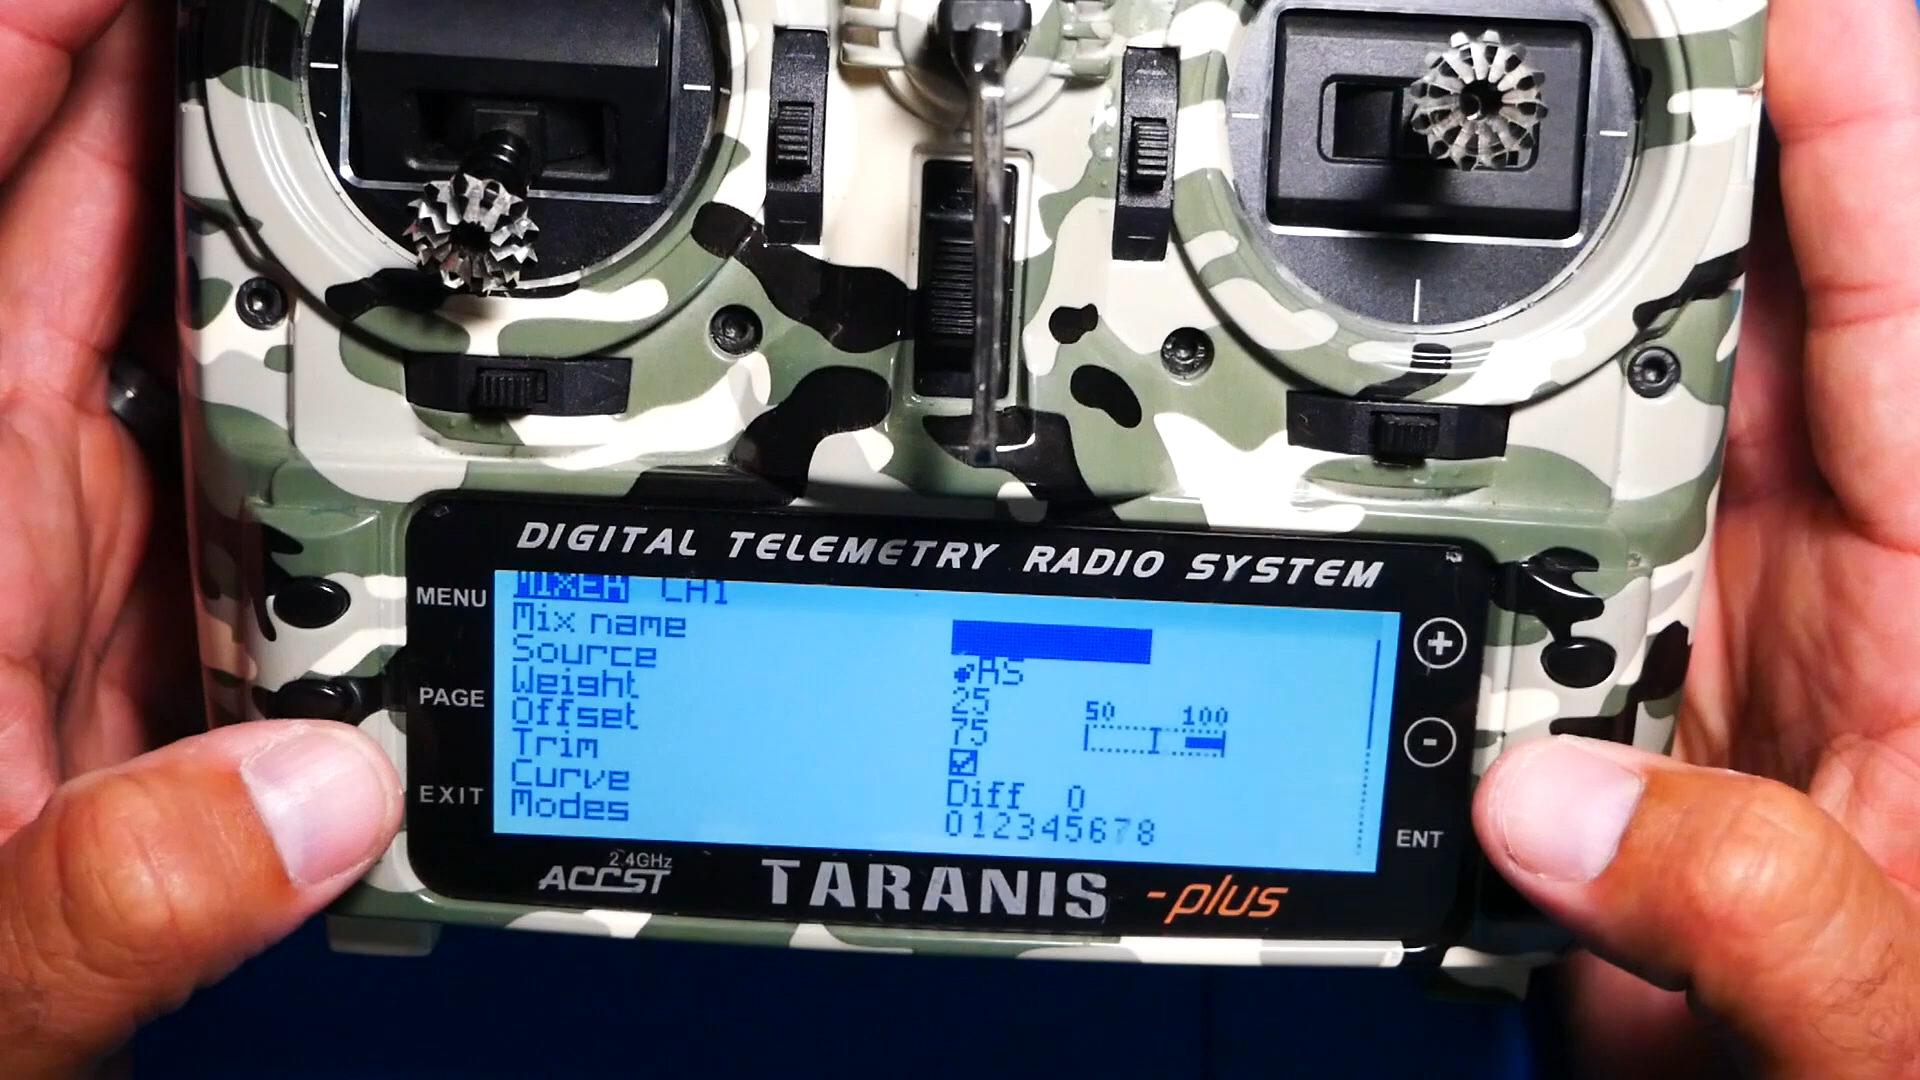 DIGITAL TELEMETRY RADIO SYSTEM
MENU
PAGE
EXIT
MIXER CH1
Mix name
Source AS
Weight 25
Offset 75
50 100
Trim
Curve Diff 0
Modes 012345678
+
-
ENT
2.4GHz
ACCST
TARANIS -plus